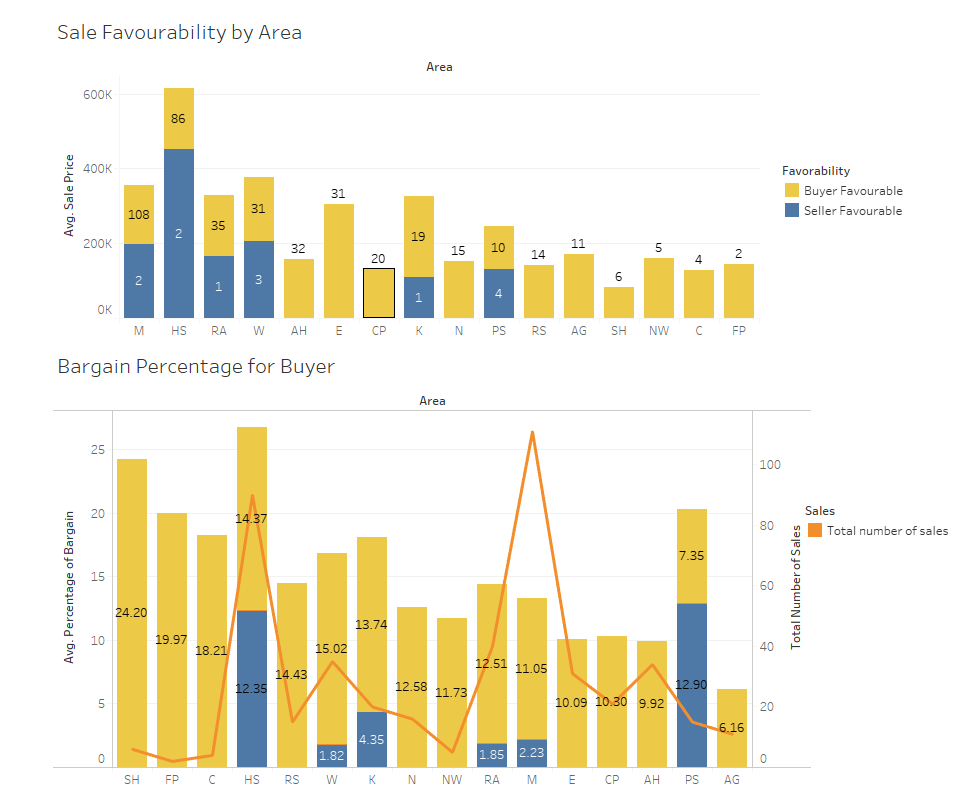 Sale Favourability by Area
Area
600K
400K
200K
0K
Avg. Sale Price
108 86 35 31 32 31 20 19 15 10 14 11 6 5 4 2
2 2 1 3 1 4
M HS RA W AH E CP K N PS RS AG SH NW C FP
Favorability
Buyer Favourable
Seller Favourable
Bargain Percentage for Buyer
Area
25
20
15
10
5
0
Avg. Percentage of Bargain
24.20 19.97 18.21 14.37 14.43 15.02 13.74 12.58 11.73 12.51 11.05 10.09 10.30 9.92 7.35 6.16
12.35 1.82 4.35 1.85 2.23 12.90
SH FP C HS RS W K N NW RA M E CP AH PS AG
100
80
60
40
20
0
Total Number of Sales
Sales
Total number of sales